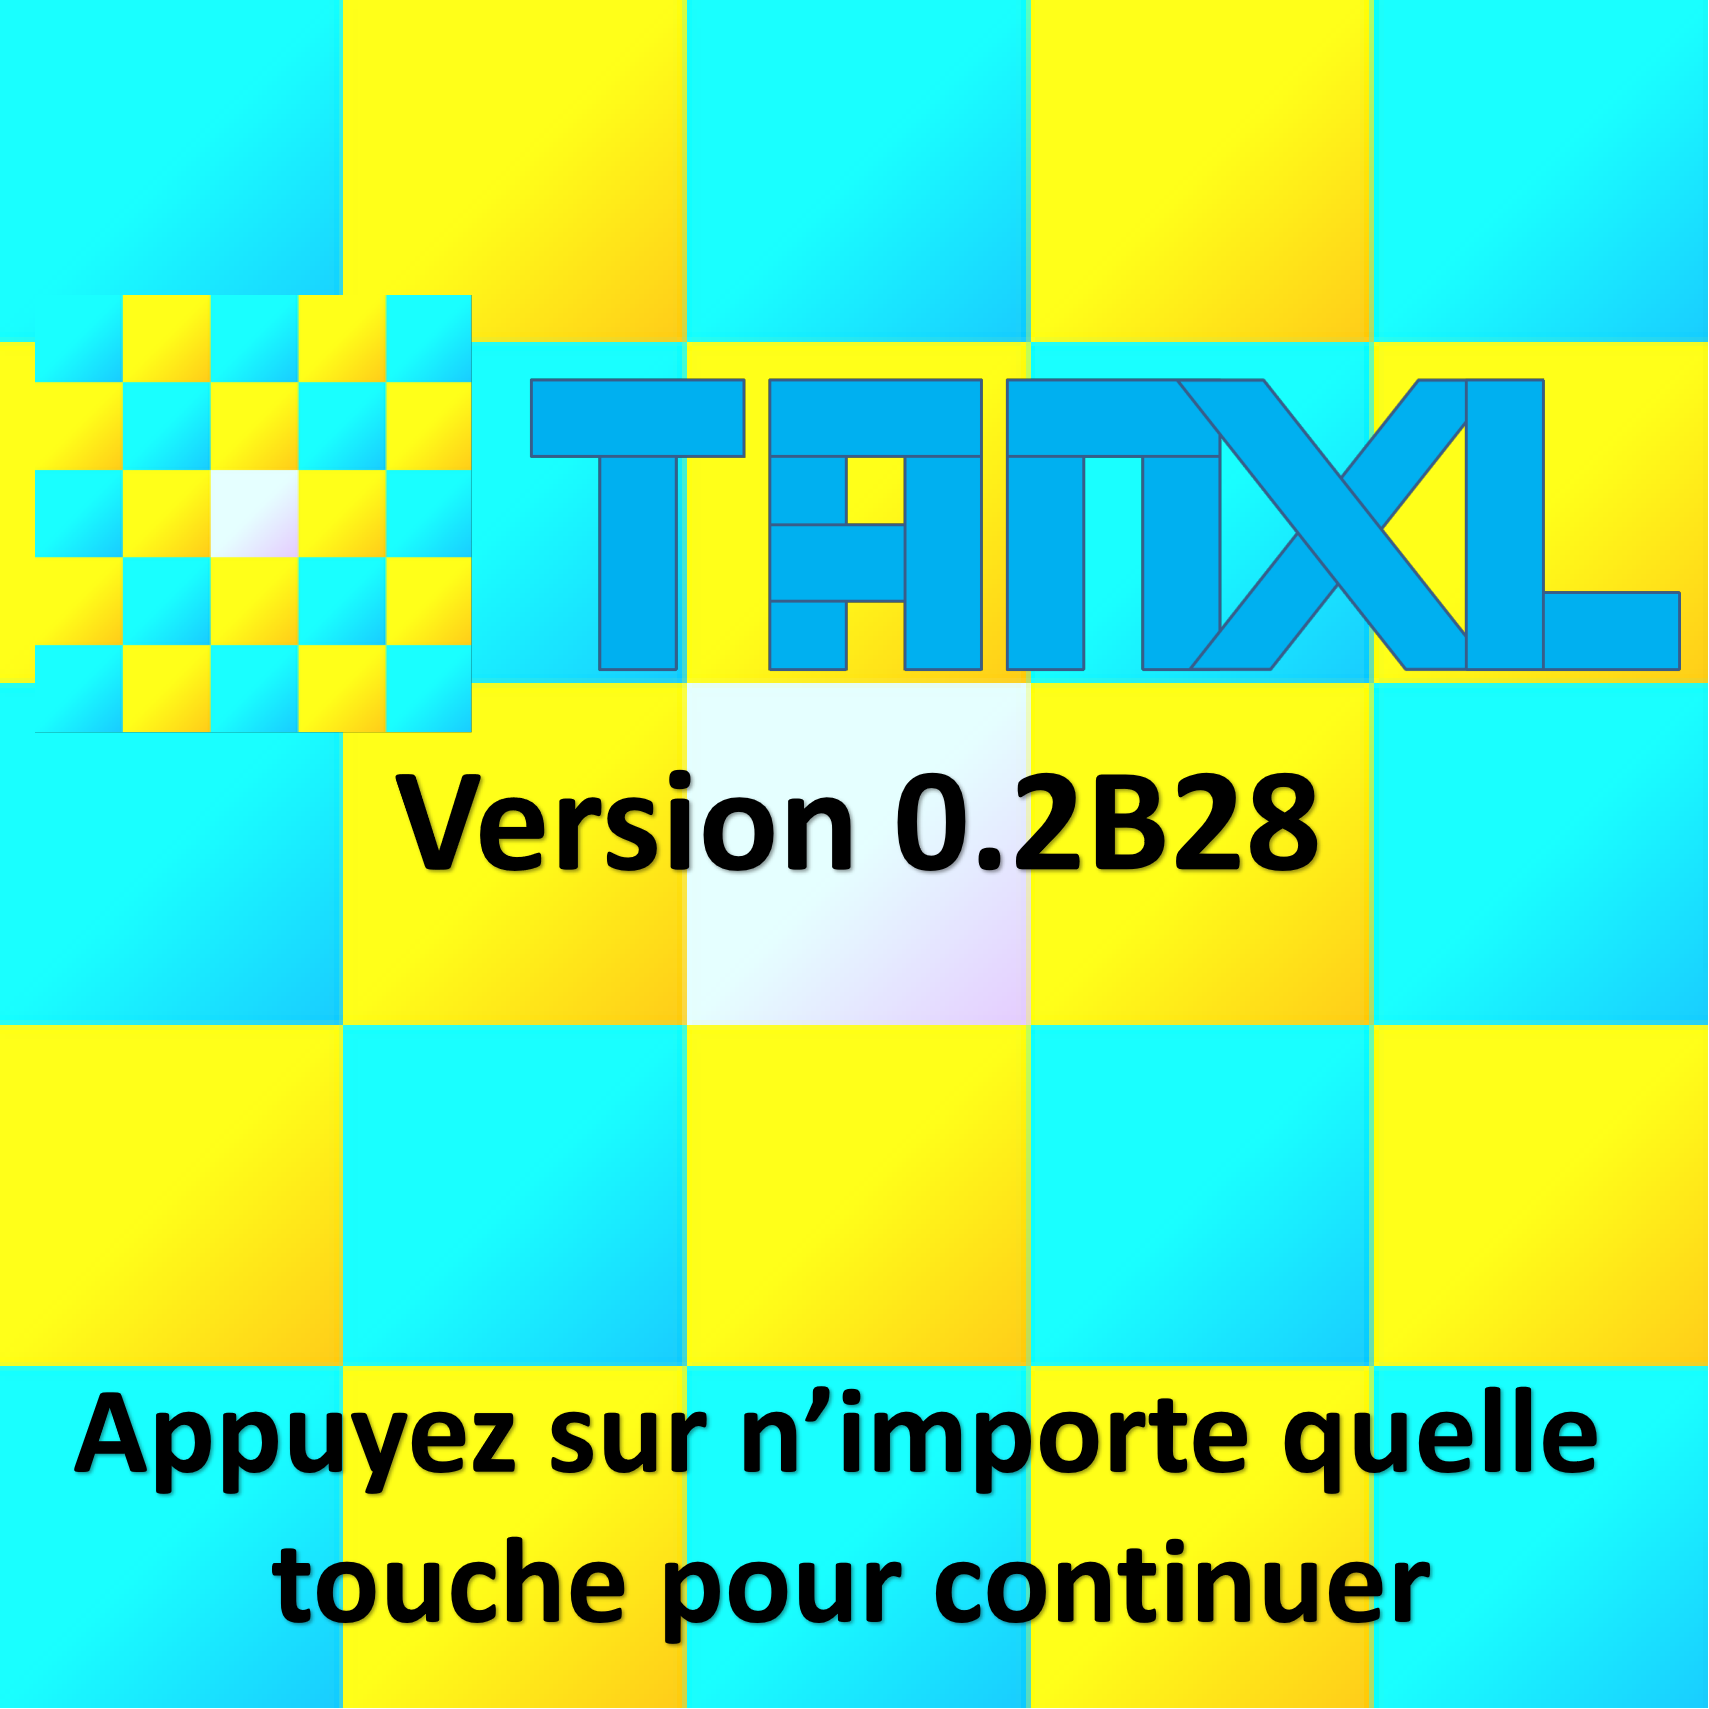 TANXL
Version 0.2B28
Appuyez sur n’importe quelle
touche pour continuer